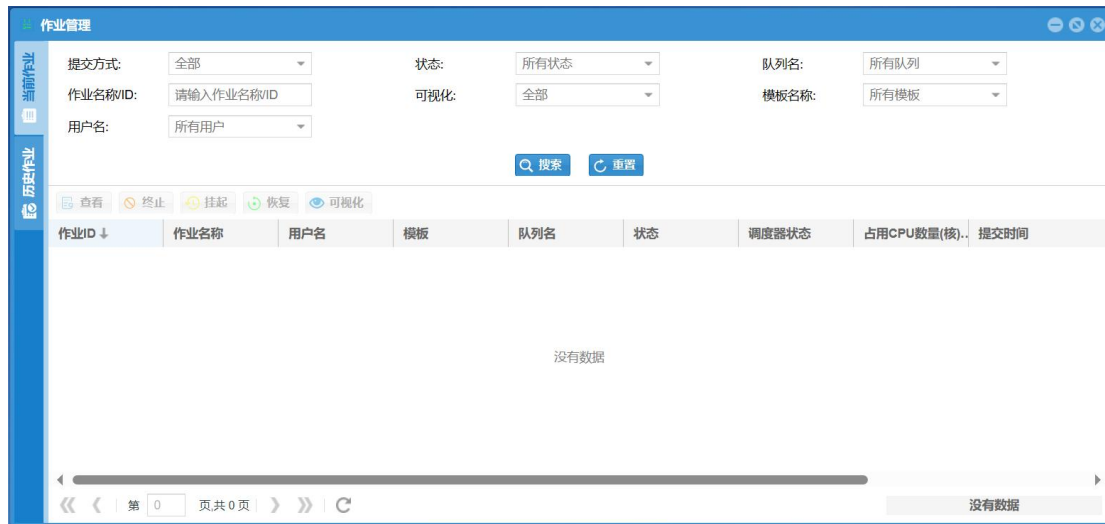 作业管理
当前作业
历史作业
提交方式: 全部 状态: 所有状态 队列名: 所有队列
作业名称/ID: 请输入作业名称/ID 可视化: 全部 模板名称: 所有模板
用户名: 所有用户
搜索 重置
查看 终止 挂起 恢复 可视化
作业ID 作业名称 用户名 模板 队列名 状态 调度器状态 占用CPU数量(核).. 提交时间
没有数据
第 0 页,共 0 页 没有数据